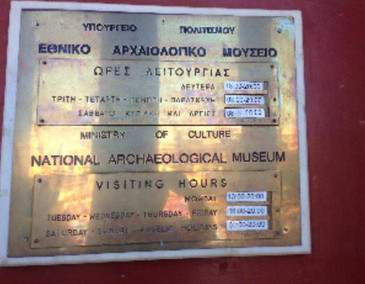 ΥΠΟΥΡΓΕΙΟ ΠΟΛΙΤΙΣΜΟΥ
ΕΘΝΙΚΟ ΑΡΧΑΙΟΛΟΓΙΚΟ ΜΟΥΣΕΙΟ
ΩΡΕΣ ΛΕΙΤΟΥΡΓΙΑΣ
ΔΕΥΤΕΡΑ
ΤΡΙΤΗ - ΤΕΤΑΡΤΗ - ΠΕΜΠΤΗ - ΠΑΡΑΣΚΕΥΗ
ΣΑΒΒΑΤΟ ΚΥΡΙΑΚΗ ΚΑΙ ΑΡΓΙΕΣ
MINISTRY OF CULTURE
NATIONAL ARCHAEOLOGICAL MUSEUM
VISITING HOURS
MONDAY
TUESDAY - WEDNESDAY - THURSDAY - FRIDAY
SATURDAY - SUNDAY PUBLIC HOLIDAYS